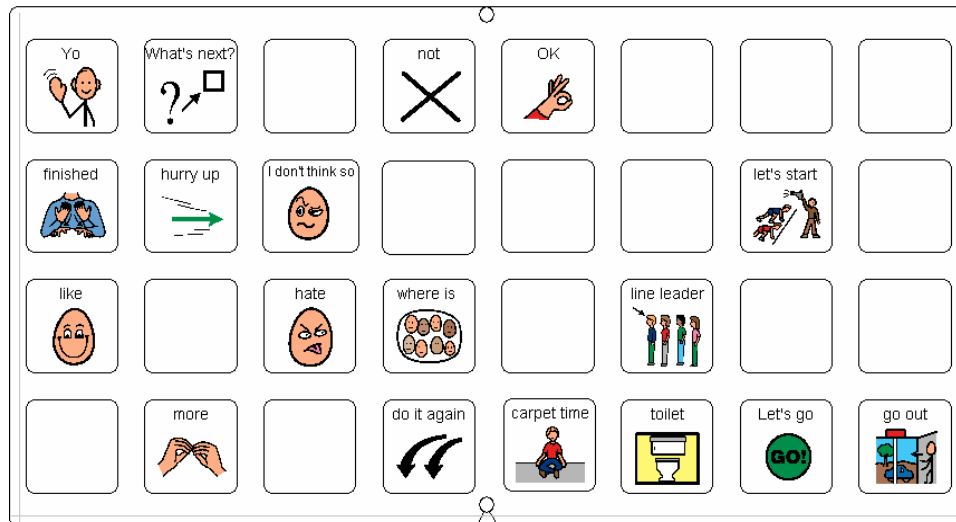 Yo
What's next?
not
OK
finished
hurry up
I don't think so
let's start
like
hate
where is
line leader
more
do it again
carpet time
toilet
Let's go
GO!
go out